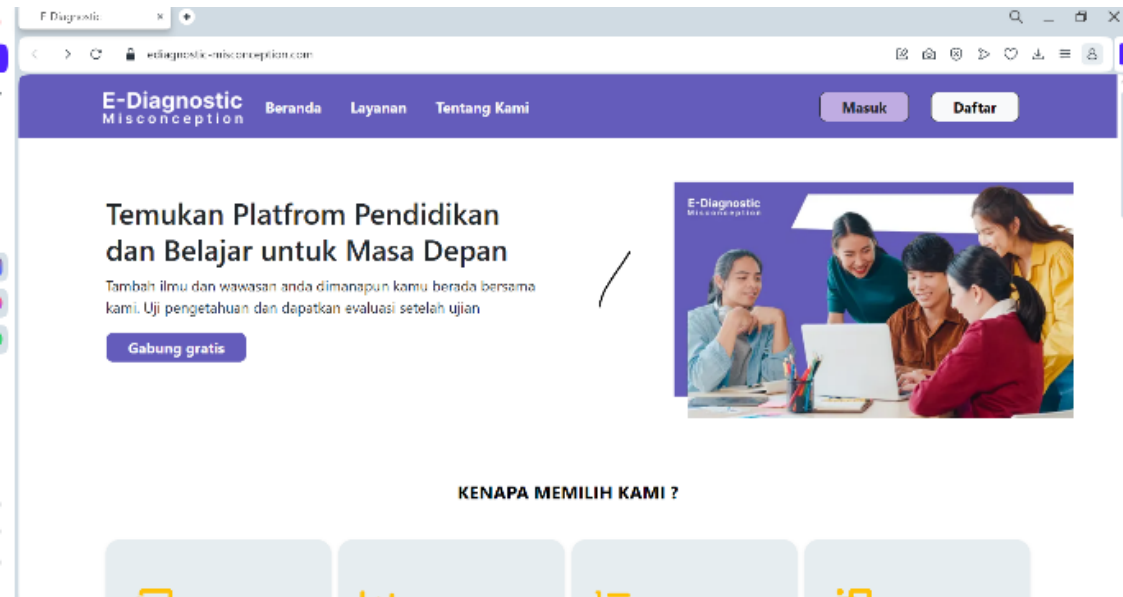 E-Diagnostic
ediagnostic-misconception.com
E-Diagnostic
Misconception
Beranda
Layanan
Tentang Kami
Masuk
Daftar
Temukan Platfrom Pendidikan
dan Belajar untuk Masa Depan
Tambah ilmu dan wawasan anda dimanapun kamu berada bersama
kami. Uji pengetahuan dan dapatkan evaluasi setelah ujian
Gabung gratis
E-Diagnostic
Misconception
KENAPA MEMILIH KAMI ?